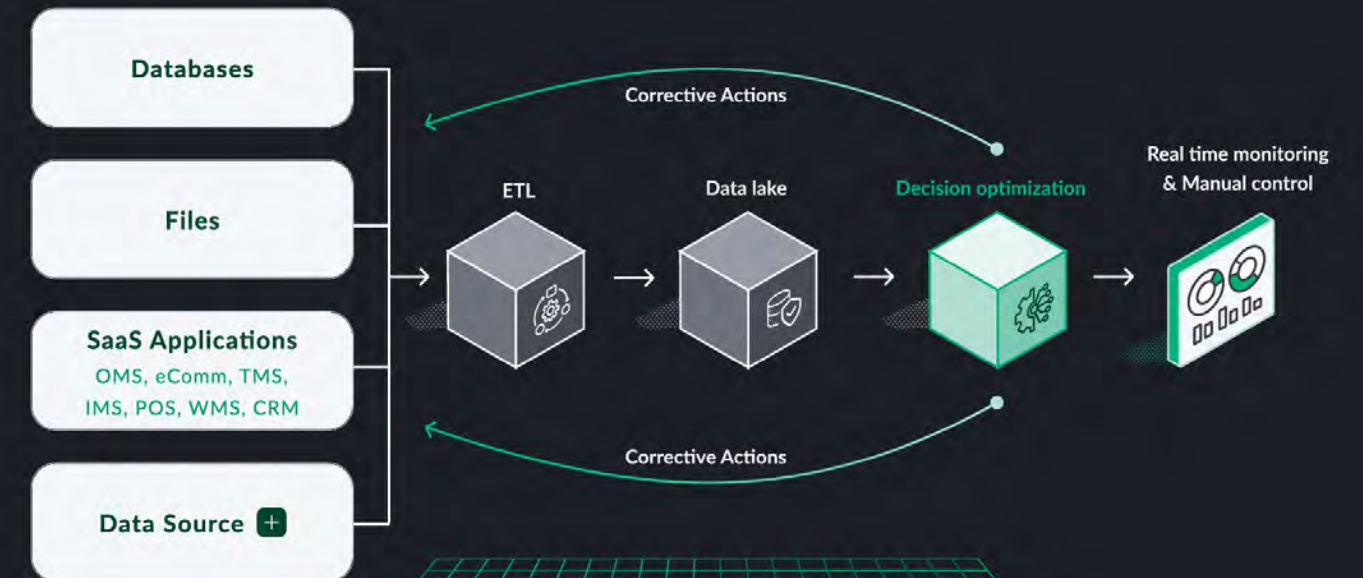 Databases
Files
SaaS Applications
OMS, eComm, TMS,
IMS, POS, WMS, CRM
Data Source +
Corrective Actions
ETL
Data lake
Decision optimization
Real time monitoring
& Manual control
Corrective Actions